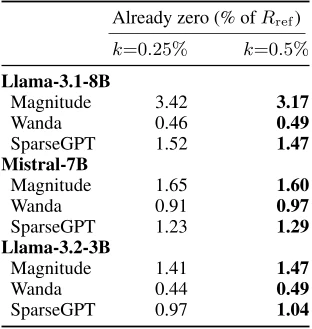 Already zero (% of R_ref)
k=0.25% k=0.5%
Llama-3.1-8B
Magnitude 3.42 3.17
Wanda 0.46 0.49
SparseGPT 1.52 1.47
Mistral-7B
Magnitude 1.65 1.60
Wanda 0.91 0.97
SparseGPT 1.23 1.29
Llama-3.2-3B
Magnitude 1.41 1.47
Wanda 0.44 0.49
SparseGPT 0.97 1.04